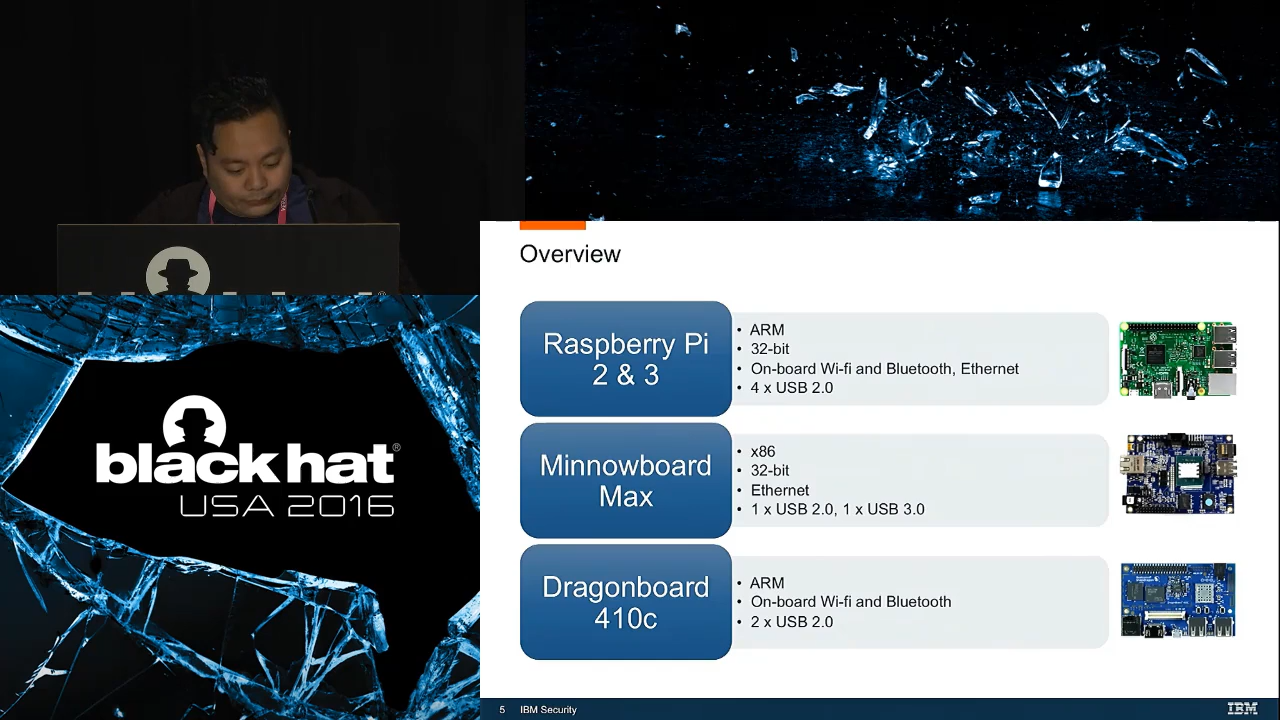 Overview
Raspberry Pi
2 & 3
• ARM
• 32-bit
• On-board Wi-fi and Bluetooth, Ethernet
• 4 x USB 2.0
Minnowboard
Max
• x86
• 32-bit
• Ethernet
• 1 x USB 2.0, 1 x USB 3.0
Dragonboard
410c
• ARM
• On-board Wi-fi and Bluetooth
• 2 x USB 2.0
5 IBM Security
IBM
black hat®
USA 2016